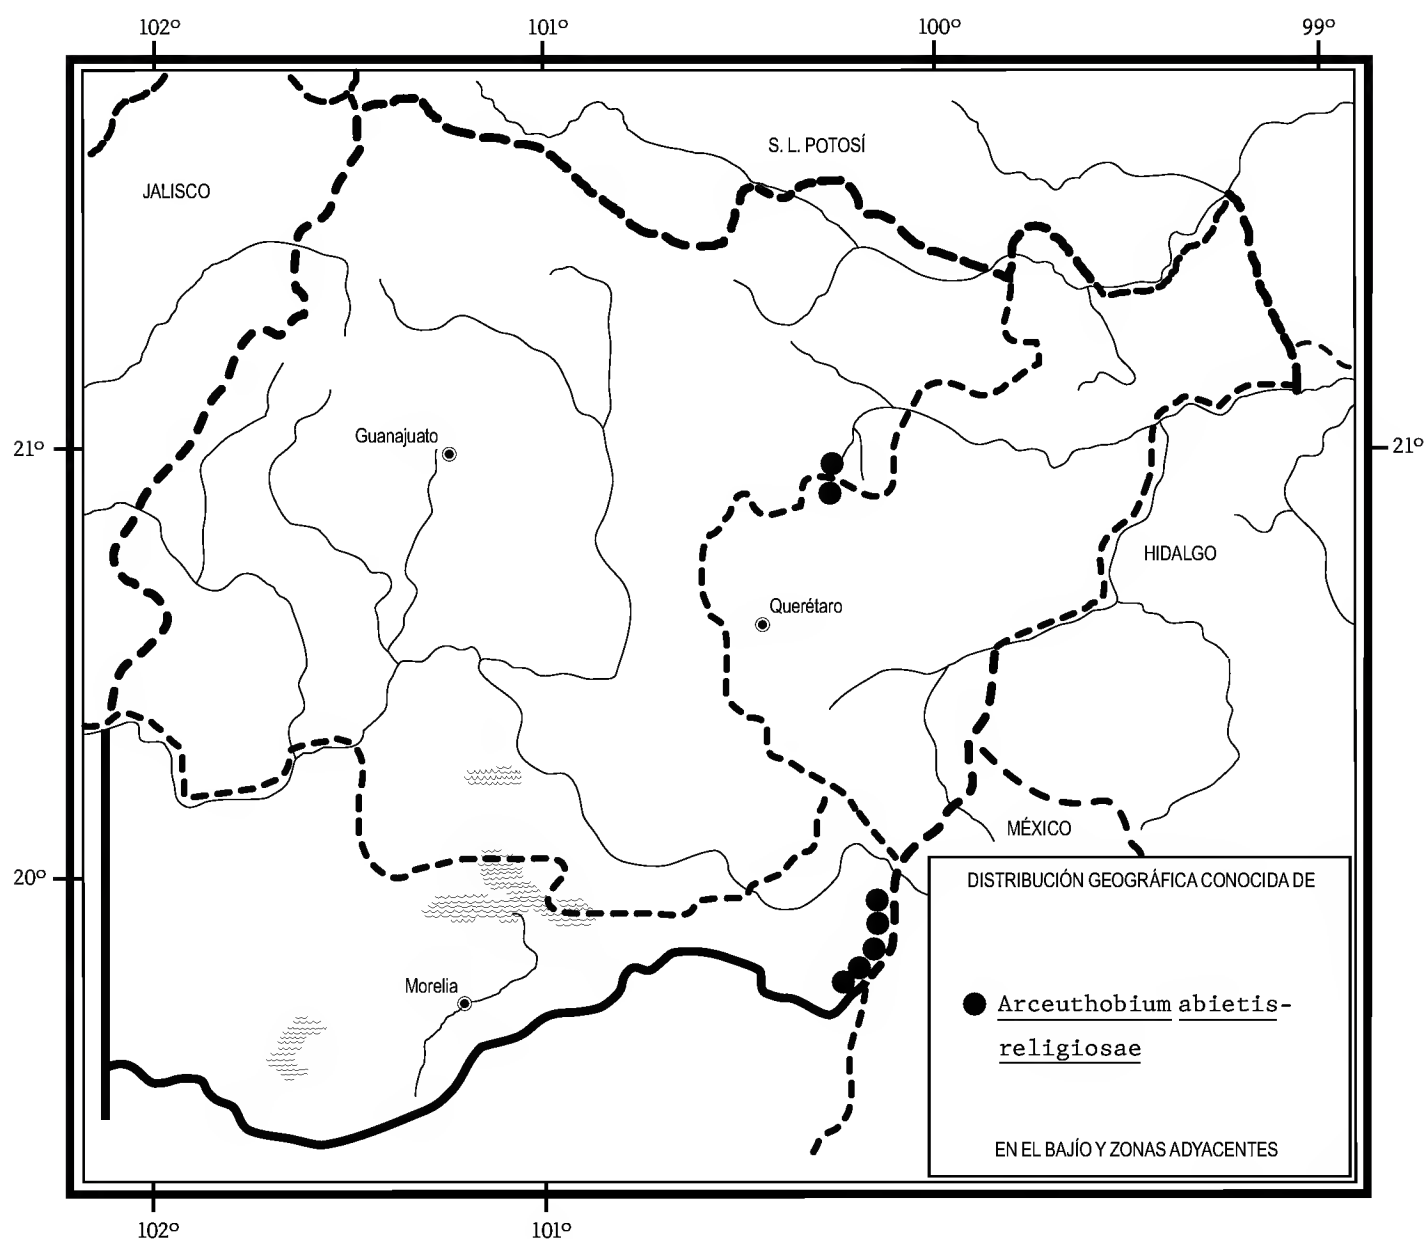 102º 101º 100º 99º
S. L. POTOSÍ
JALISCO
Guanajuato
21º 21º
HIDALGO
Querétaro
MÉXICO
20º
DISTRIBUCIÓN GEOGRÁFICA CONOCIDA DE
Morelia
Arceuthobium abietis-
religiosae
EN EL BAJÍO Y ZONAS ADYACENTES
102º 101º